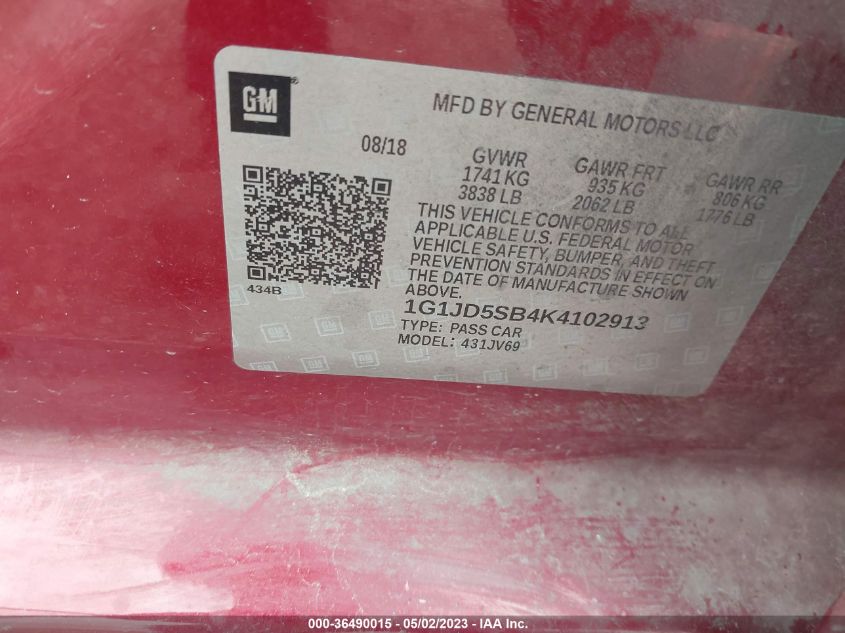 GM
MFD BY GENERAL MOTORS LLC
08/18
GVWR
1741 KG
3838 LB
GAWR FRT
935 KG
2062 LB
GAWR RR
806 KG
1776 LB
THIS VEHICLE CONFORMS TO ALL
APPLICABLE U.S. FEDERAL MOTOR
VEHICLE SAFETY, BUMPER, AND THEFT
PREVENTION STANDARDS IN EFFECT ON
THE DATE OF MANUFACTURE SHOWN
ABOVE.
434B
1G1JD5SB4K4102913
TYPE: PASS CAR
MODEL: 431JV69
000-36490015 - 05/02/2023 - IAAI.COM